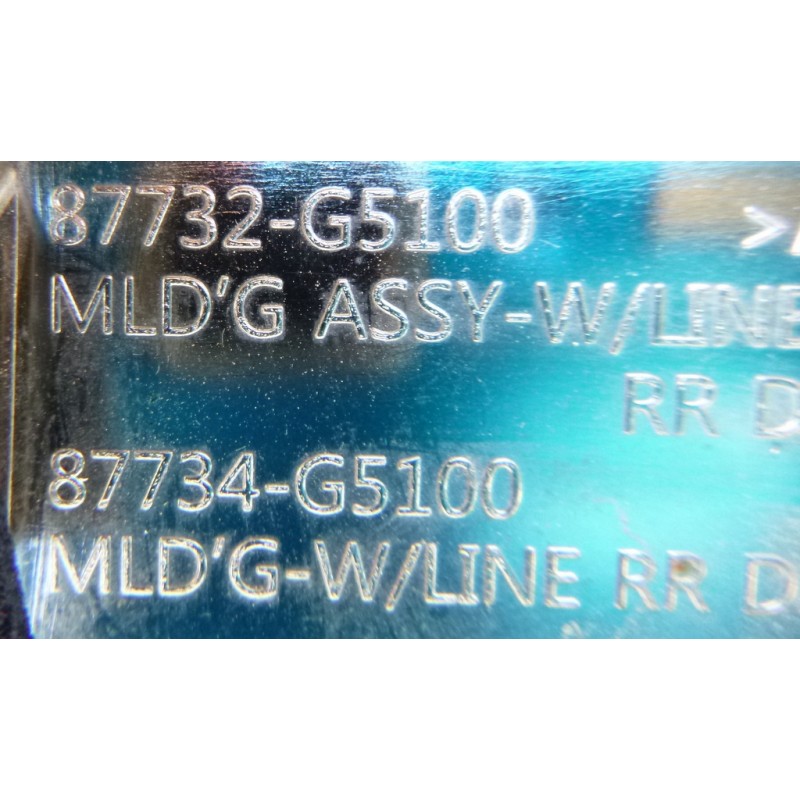 87732-G5100 >
MLD'G ASSY-W/LINE
RR D
87734-G5100
MLD'G-W/LINE RR D